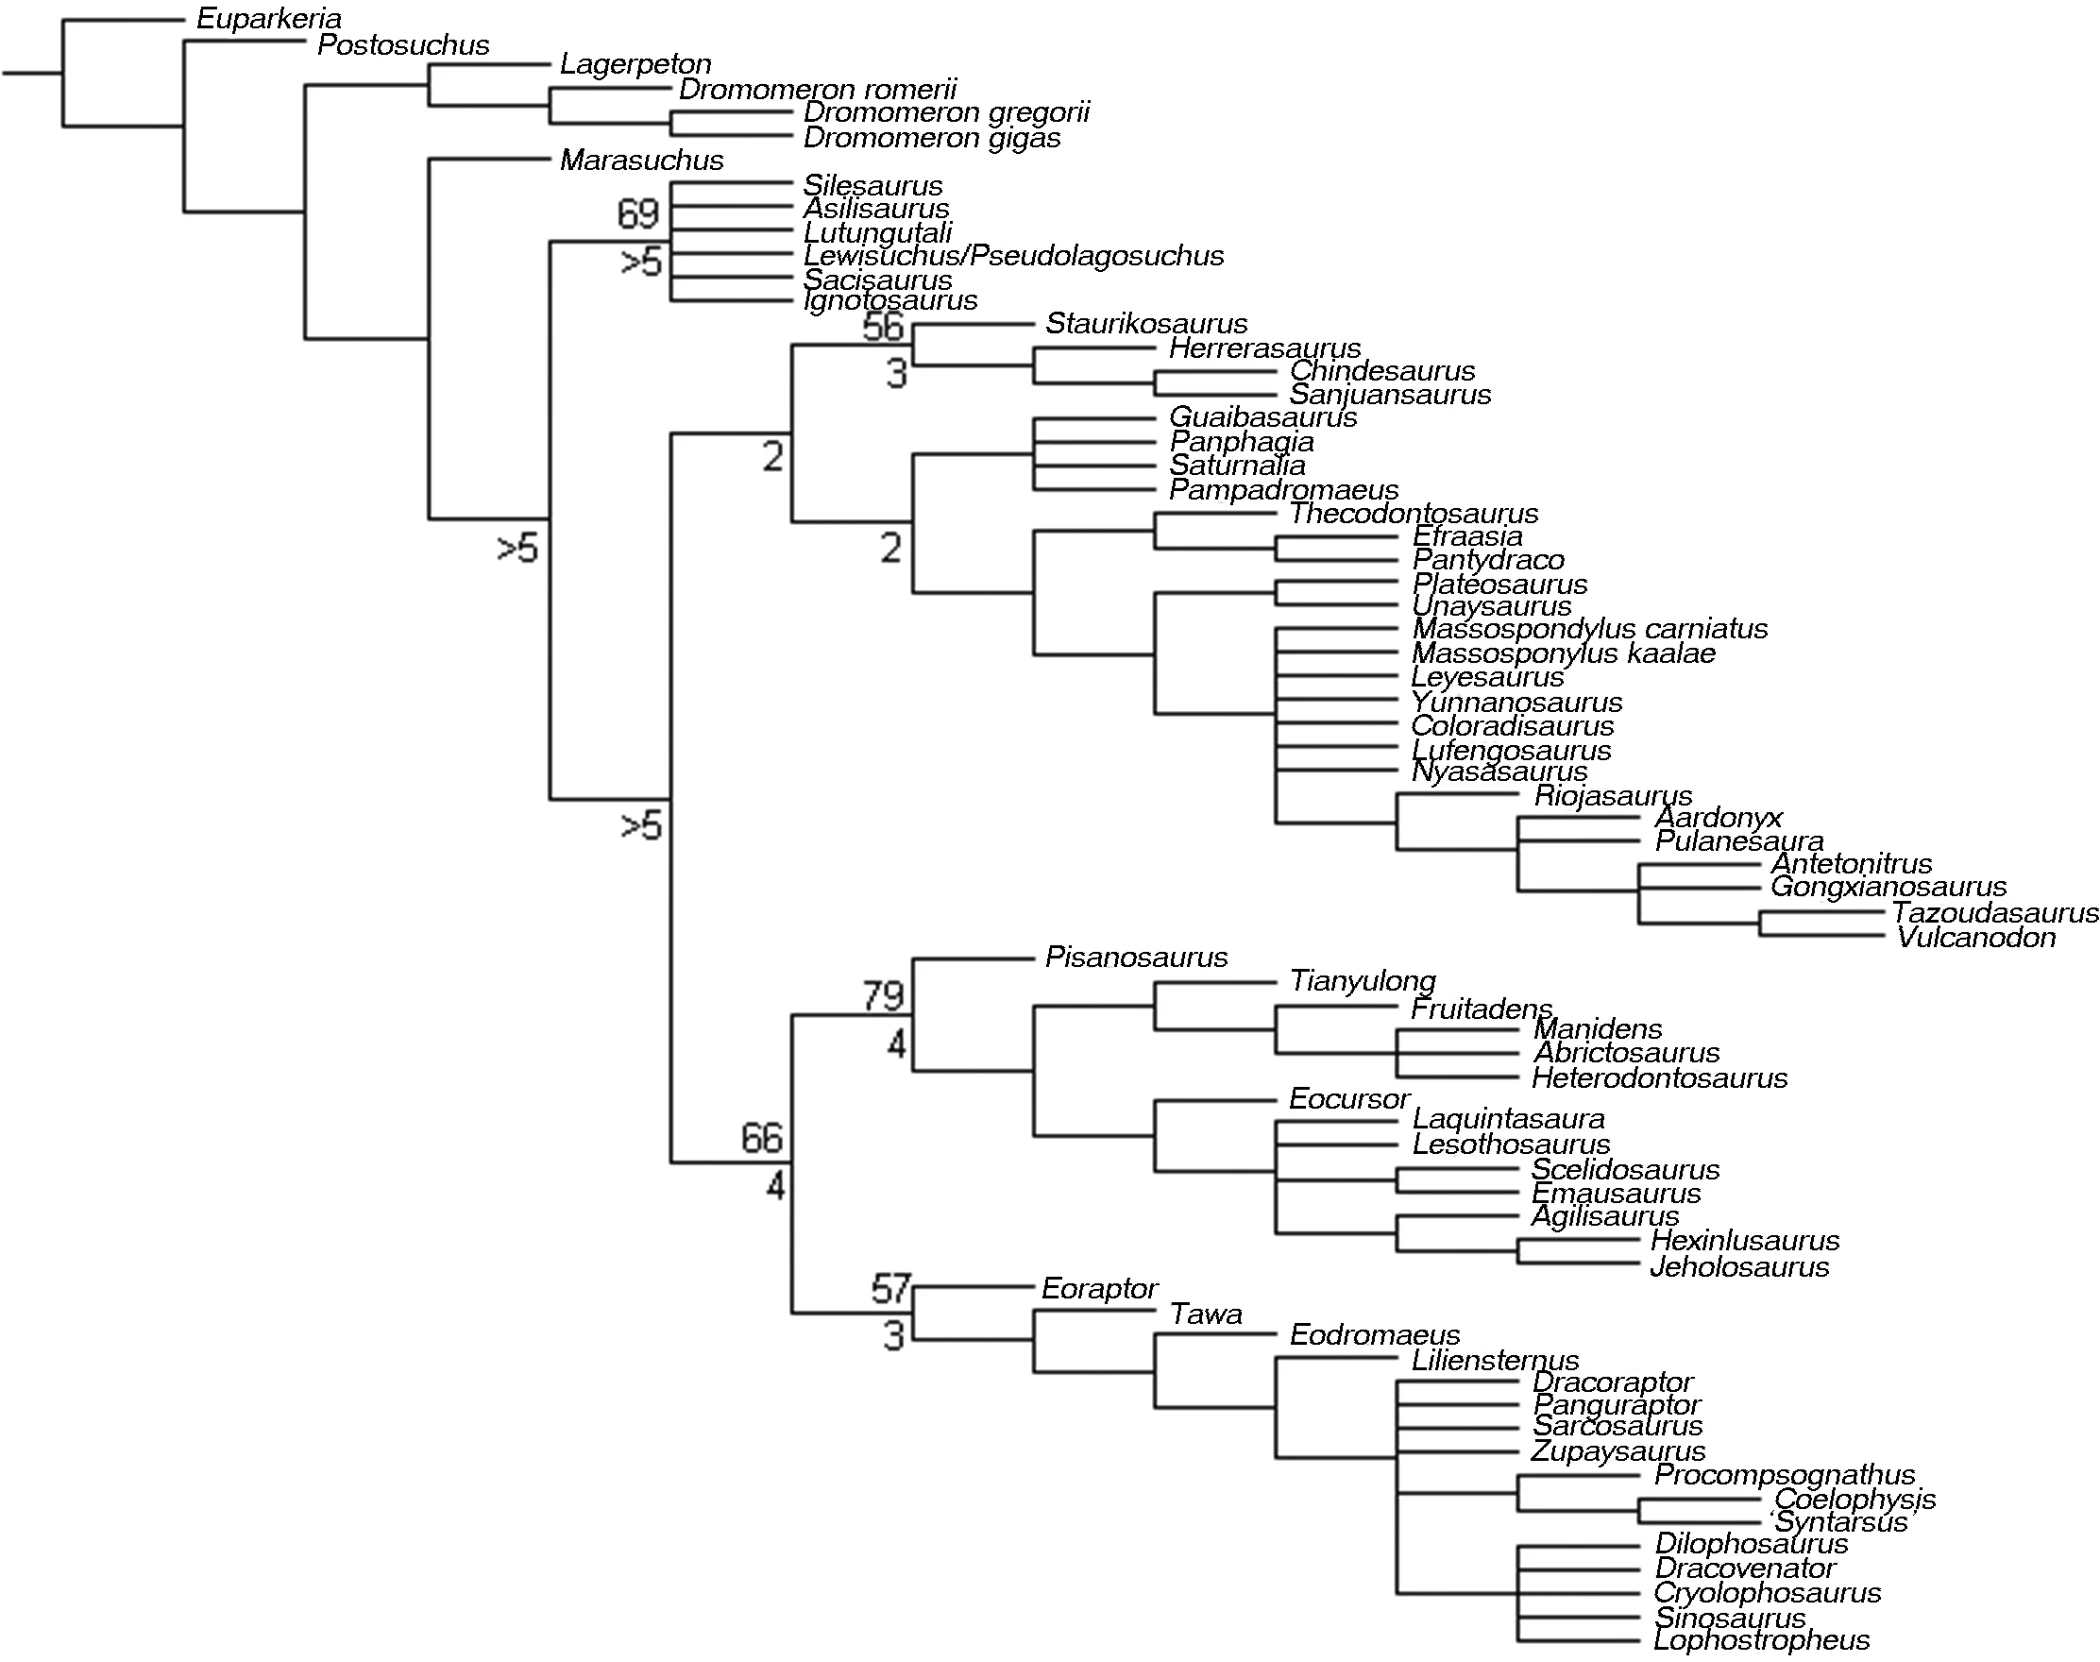 Euparkeria
Postosuchus
Lagerpeton
Dromomeron romerii
Dromomeron gregorii
Dromomeron gigas
Marasuchus
Silesaurus
69
Asilisaurus
Lutungutali
Lewisuchus/Pseudolagosuchus
>5
Sacisaurus
Ignotosaurus
56
Staurikosaurus
Herrerasaurus
3
Chindesaurus
Sanjuansaurus
Guaibasaurus
Panphagia
2
Saturnalia
Pampadromaeus
Thecodontosaurus
Efraasia
2
>5
Pantydraco
Plateosaurus
Unaysaurus
Massospondylus carniatus
Massosponylus kaalae
Leyesaurus
Yunnanosaurus
Coloradisaurus
Lufengosaurus
Nyasasaurus
Riojasaurus
Aardonyx
>5
Pulanesaura
Antetonitrus
Gongxianosaurus
Tazoudasaurus
Vulcanodon
Pisanosaurus
Tianyulong
79
Fruitadens
Manidens
4
Abrictosaurus
Heterodontosaurus
Eocursor
Laquintasaura
66
Lesothosaurus
Scelidosaurus
4
Emausaurus
Agilisaurus
Hexinlusaurus
Jeholosaurus
57
Eoraptor
Tawa
3
Eodromaeus
Liliensternus
Dracoraptor
Panguraptor
Sarcosaurus
Zupaysaurus
Procompsognathus
Coelophysis
'Syntarsus'
Dilophosaurus
Dracovenator
Cryolophosaurus
Sinosaurus
Lophostropheus